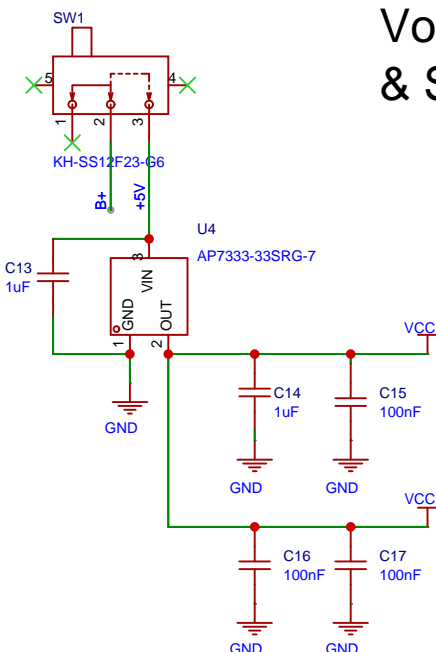 SW1
Vo
& S
5
4
1
2
3
KH-SS12F23-G6
B+
+5V
U4
AP7333-33SRG-7
3
VIN
C13
1uF
GND
OUT
1
2
VCC
GND
C14
1uF
C15
100nF
GND
GND
VCC
C16
100nF
C17
100nF
GND
GND